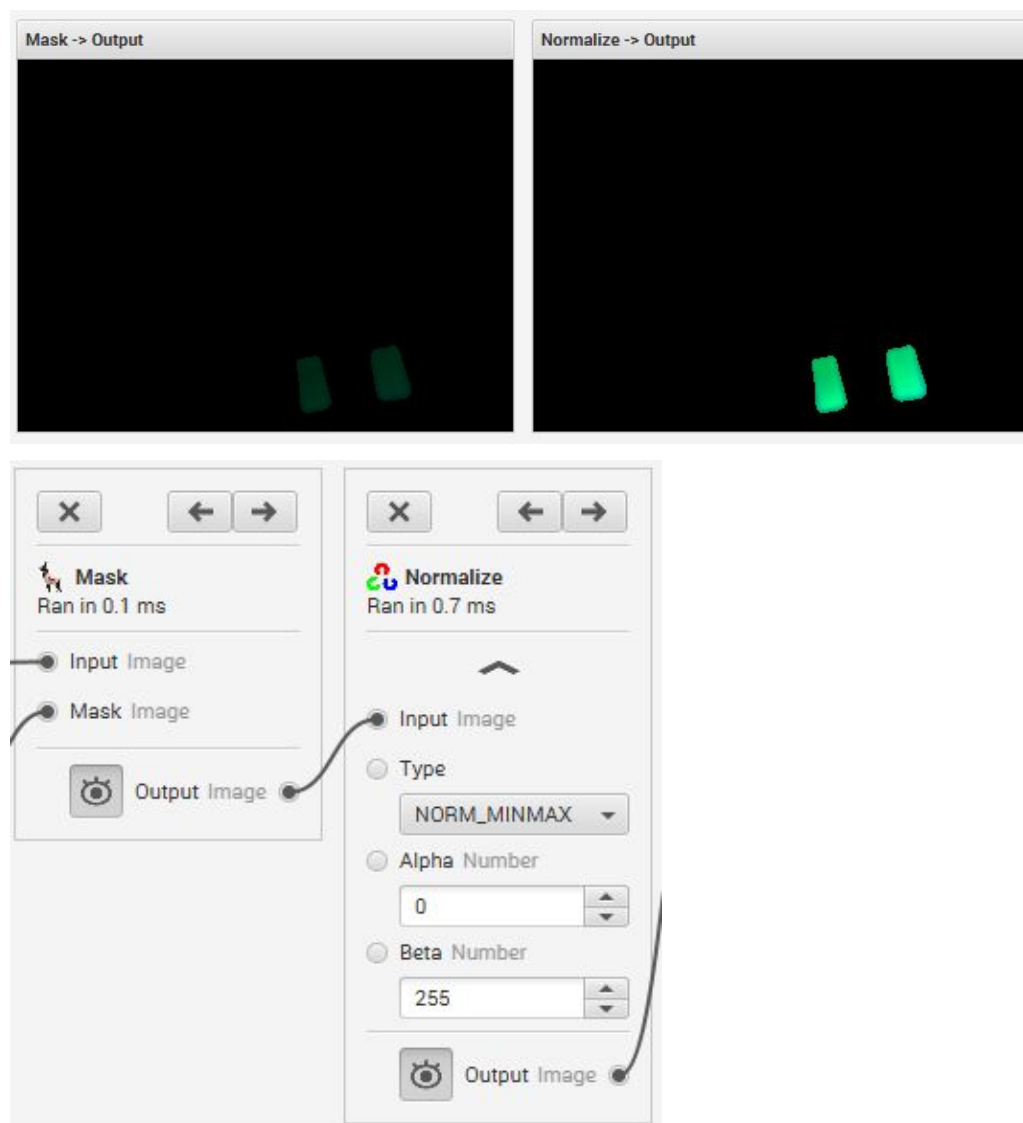 Mask -> Output
Normalize -> Output
Mask
Ran in 0.1 ms
Input Image
Mask Image
Output Image
Normalize
Ran in 0.7 ms
Input Image
Type
NORM_MINMAX
Alpha Number
0
Beta Number
255
Output Image